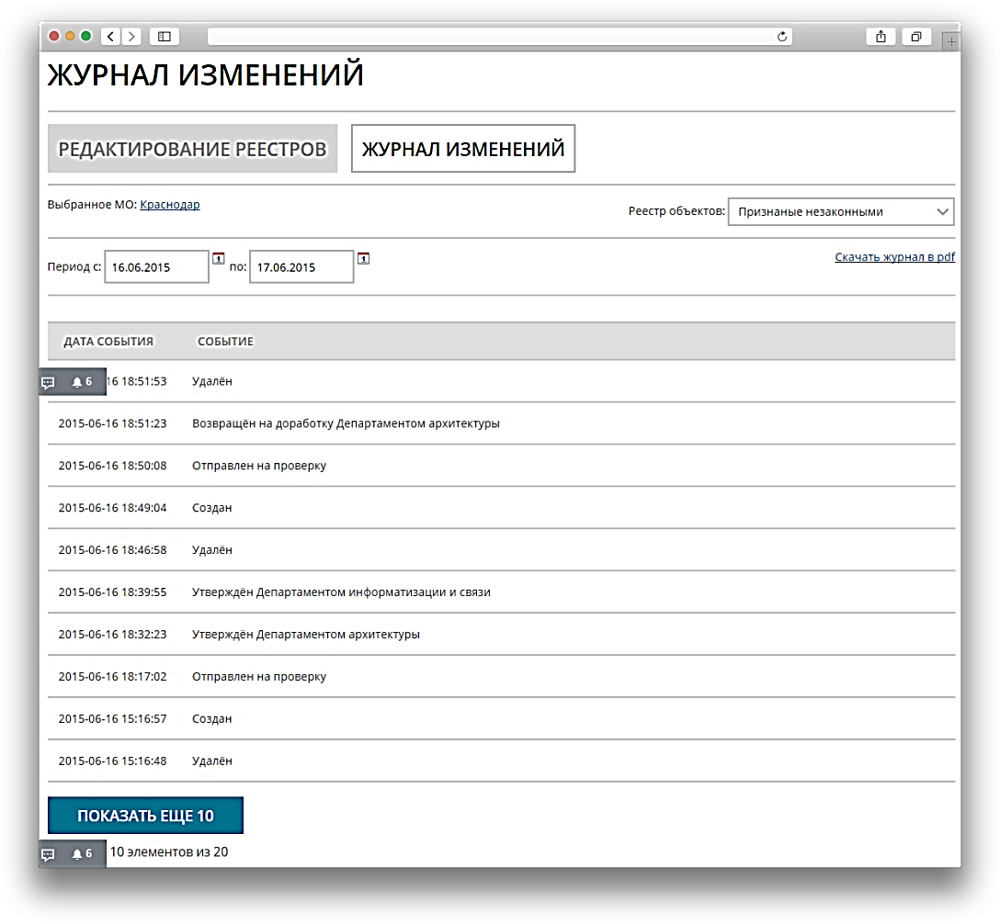 ЖУРНАЛ ИЗМЕНЕНИЙ
РЕДАКТИРОВАНИЕ РЕЕСТРОВ ЖУРНАЛ ИЗМЕНЕНИЙ
Выбранное МО: Краснодар Реестр объектов: Признаные незаконными
Период с: 16.06.2015 1 по: 17.06.2015 1 Скачать журнал в pdf
ДАТА СОБЫТИЯ СОБЫТИЕ
6 16 18:51:53 Удалён
2015-06-16 18:51:23 Возвращён на доработку Департаментом архитектуры
2015-06-16 18:50:08 Отправлен на проверку
2015-06-16 18:49:04 Создан
2015-06-16 18:46:58 Удалён
2015-06-16 18:39:55 Утверждён Департаментом информатизации и связи
2015-06-16 18:32:23 Утверждён Департаментом архитектуры
2015-06-16 18:17:02 Отправлен на проверку
2015-06-16 15:16:57 Создан
2015-06-16 15:16:48 Удалён
ПОКАЗАТЬ ЕЩЕ 10
6 10 элементов из 20